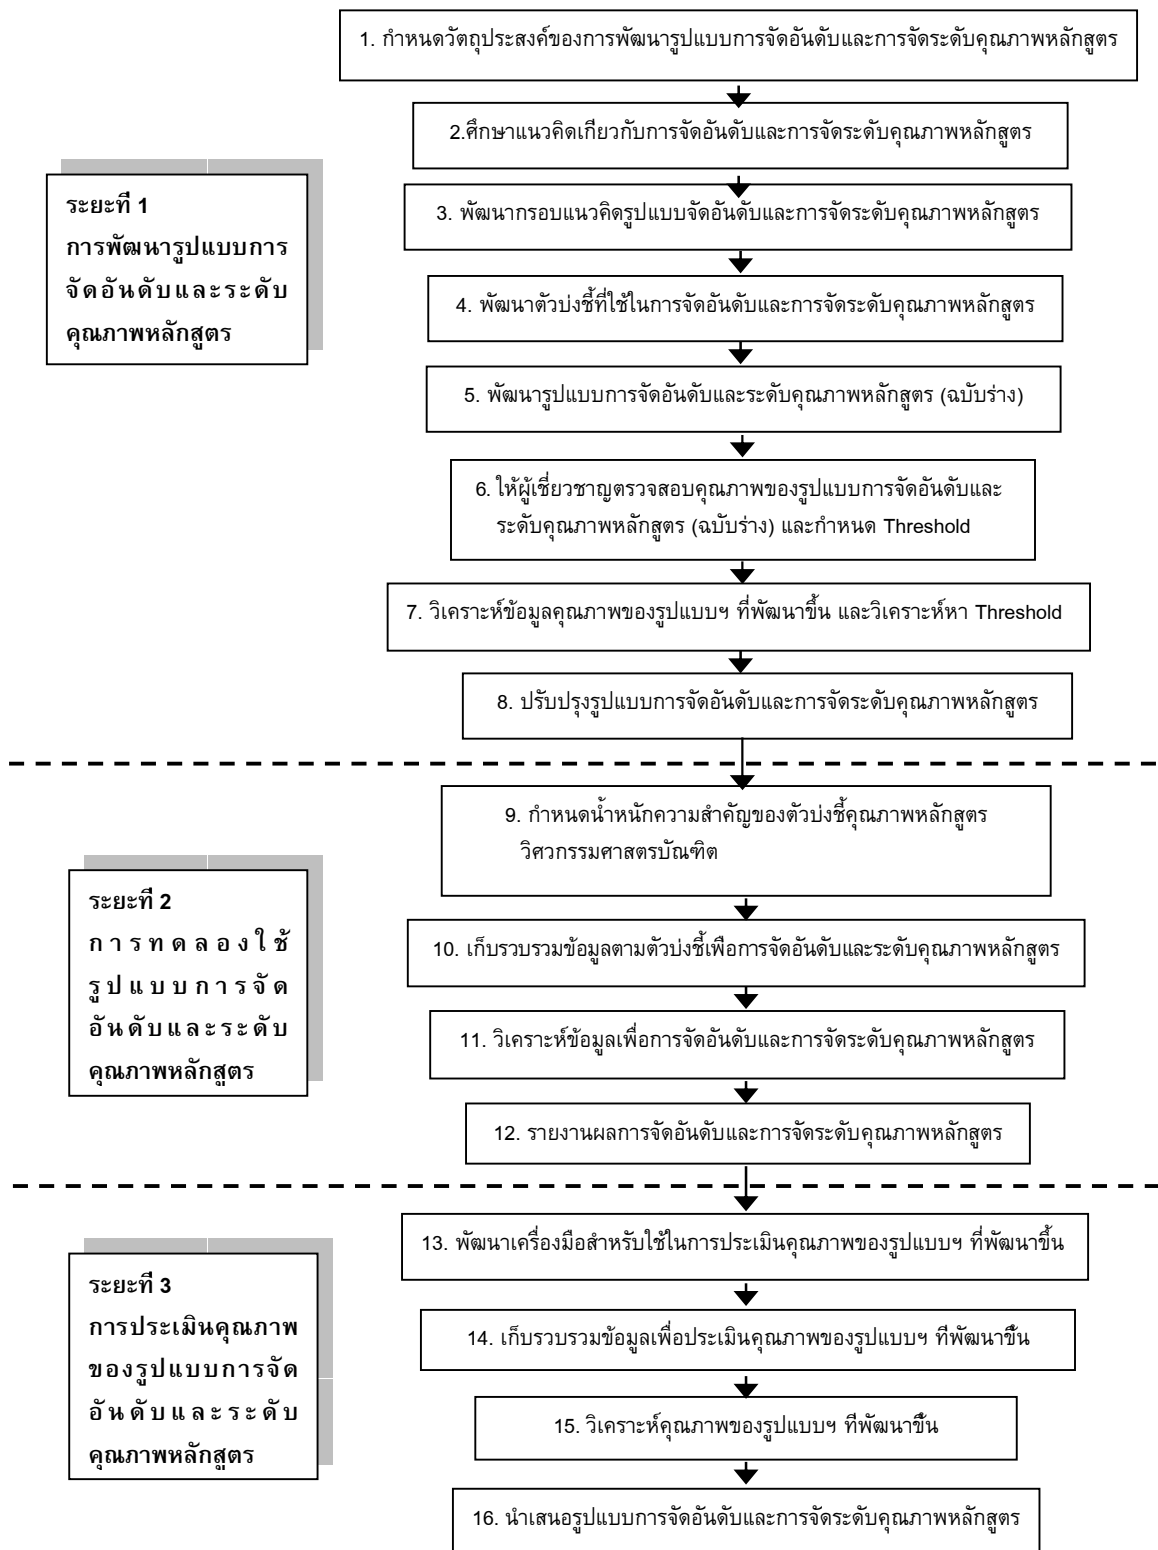 1. กำหนดวัตถุประสงค์ของการพัฒนารูปแบบการจัดอันดับและการจัดระดับคุณภาพหลักสูตร
2.ศึกษาแนวคิดเกี่ยวกับการจัดอันดับและการจัดระดับคุณภาพหลักสูตร
ระยะที่ 1
การพัฒนารูปแบบการ
จัดอันดับและระดับ
คุณภาพหลักสูตร
3. พัฒนากรอบแนวคิดรูปแบบจัดอันดับและการจัดระดับคุณภาพหลักสูตร
4. พัฒนาตัวบ่งชี้ที่ใช้ในการจัดอันดับและการจัดระดับคุณภาพหลักสูตร
5. พัฒนารูปแบบการจัดอันดับและระดับคุณภาพหลักสูตร (ฉบับร่าง)
6. ให้ผู้เชี่ยวชาญตรวจสอบคุณภาพของรูปแบบการจัดอันดับและ
ระดับคุณภาพหลักสูตร (ฉบับร่าง) และกำหนด Threshold
7. วิเคราะห์ข้อมูลคุณภาพของรูปแบบฯ ที่พัฒนาขึ้น และวิเคราะห์หา Threshold
8. ปรับปรุงรูปแบบการจัดอันดับและการจัดระดับคุณภาพหลักสูตร
9. กำหนดน้ำหนักความสำคัญของตัวบ่งชี้คุณภาพหลักสูตร
วิศวกรรมศาสตรบัณฑิต
ระยะที่ 2
การทดลองใช้
รูปแบบการจัด
อันดับและระดับ
คุณภาพหลักสูตร
10. เก็บรวบรวมข้อมูลตามตัวบ่งชี้เพื่อการจัดอันดับและระดับคุณภาพหลักสูตร
11. วิเคราะห์ข้อมูลเพื่อการจัดอันดับและการจัดระดับคุณภาพหลักสูตร
12. รายงานผลการจัดอันดับและการจัดระดับคุณภาพหลักสูตร
13. พัฒนาเครื่องมือสำหรับใช้ในการประเมินคุณภาพของรูปแบบฯ ที่พัฒนาขึ้น
ระยะที่ 3
การประเมินคุณภาพ
ของรูปแบบการจัด
อันดับและระดับ
คุณภาพหลักสูตร
14. เก็บรวบรวมข้อมูลเพื่อประเมินคุณภาพของรูปแบบฯ ที่พัฒนาขึ้น
15. วิเคราะห์คุณภาพของรูปแบบฯ ที่พัฒนาขึ้น
16. นำเสนอรูปแบบการจัดอันดับและการจัดระดับคุณภาพหลักสูตร